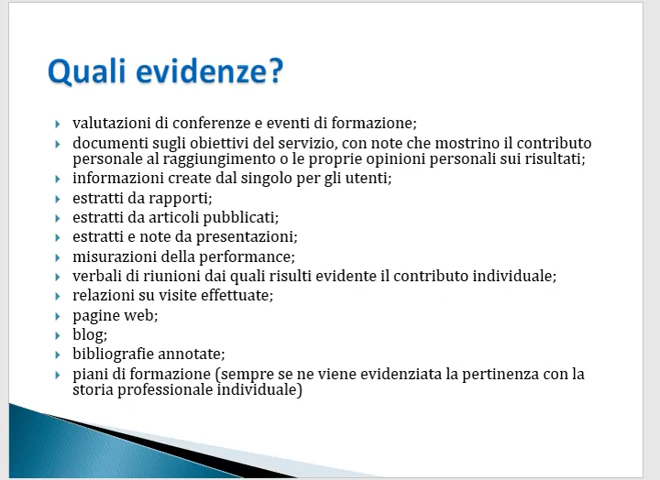 Quali evidenze?
valutazioni di conferenze e eventi di formazione;
documenti sugli obiettivi del servizio, con note che mostrino il contributo
personale al raggiungimento o le proprie opinioni personali sui risultati;
informazioni create dal singolo per gli utenti;
estratti da rapporti;
estratti da articoli pubblicati;
estratti e note da presentazioni;
misurazioni della performance;
verbali di riunioni dai quali risulti evidente il contributo individuale;
relazioni su visite effettuate;
pagine web;
blog;
bibliografie annotate;
piani di formazione (sempre se ne viene evidenziata la pertinenza con la
storia professionale individuale)